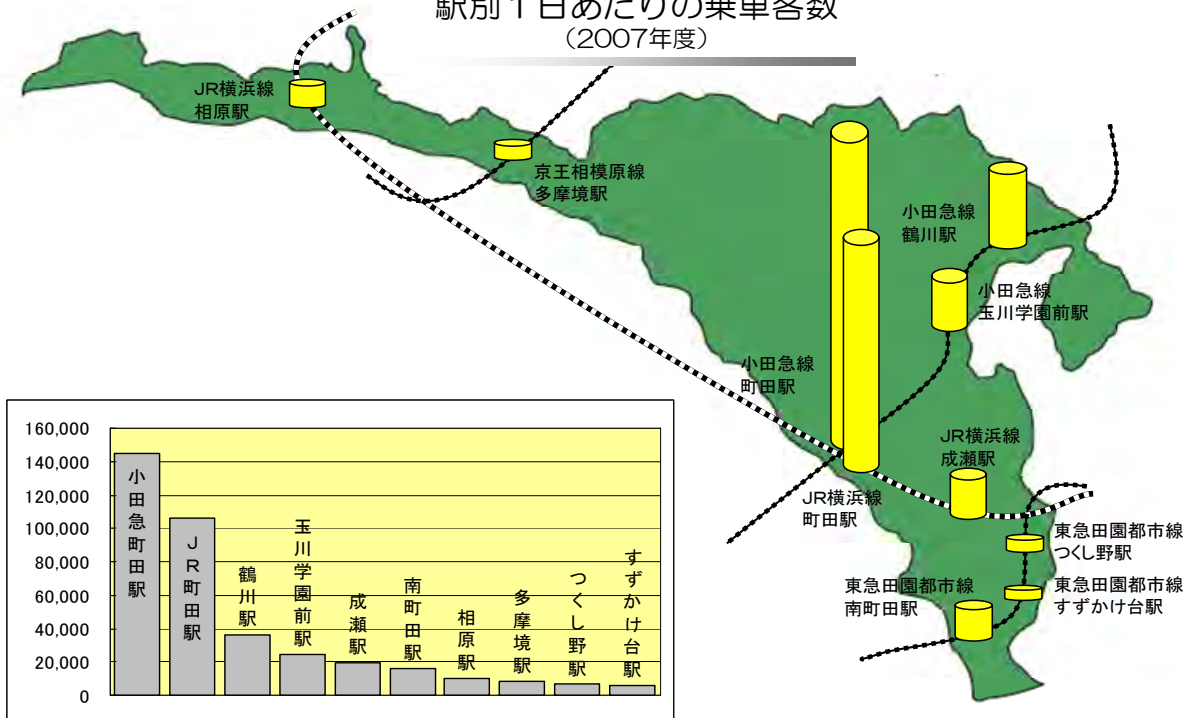 駅別1日あたりの乗車客数
（2007年度）
JR横浜線
相原駅
京王相模原線
多摩境駅
小田急線
鶴川駅
小田急線
玉川学園前駅
小田急線
町田駅
JR横浜線
成瀬駅
JR横浜線
町田駅
東急田園都市線
つくし野駅
東急田園都市線
すずかけ台駅
東急田園都市線
南町田駅
160,000
140,000
120,000
100,000
80,000
60,000
40,000
20,000
0
小田急町田駅
JR町田駅
鶴川駅
玉川学園前駅
成瀬駅
南町田駅
相原駅
多摩境駅
つくし野駅
すずかけ台駅